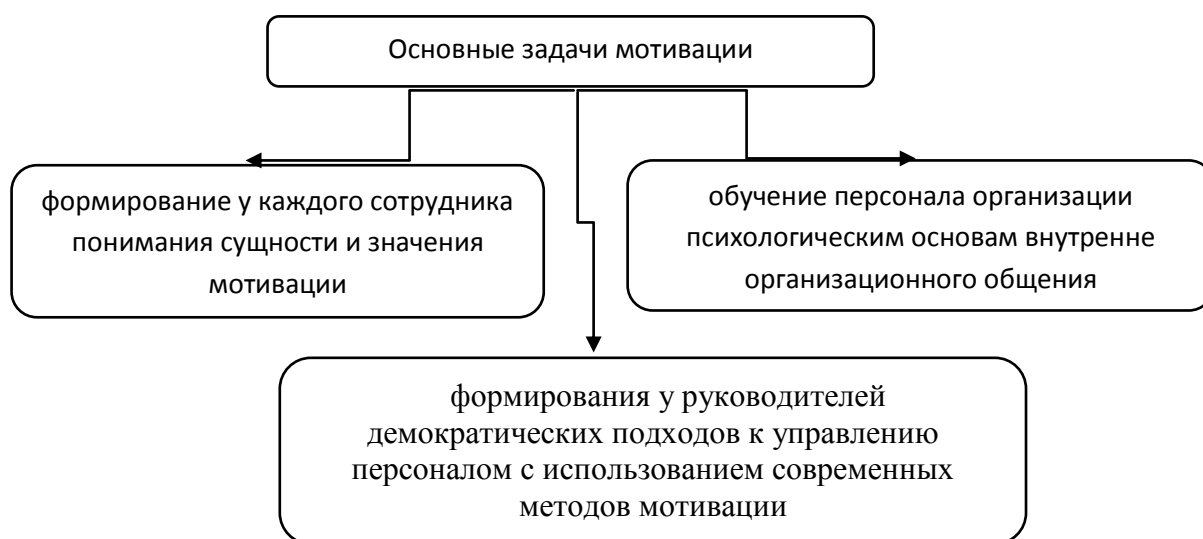 Основные задачи мотивации
формирование у каждого сотрудника
понимания сущности и значения
мотивации
обучение персонала организации
психологическим основам внутренне
организационного общения
формирования у руководителей
демократических подходов к управлению
персоналом с использованием современных
методов мотивации